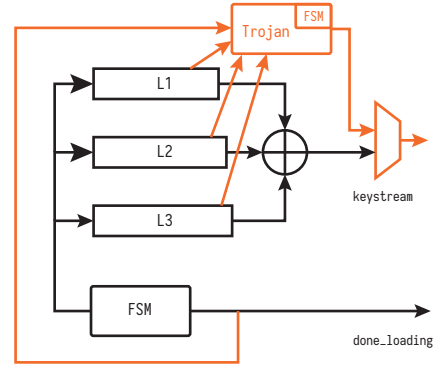 FSM
Trojan
L1
L2
L3
keystream
FSM
done_loading